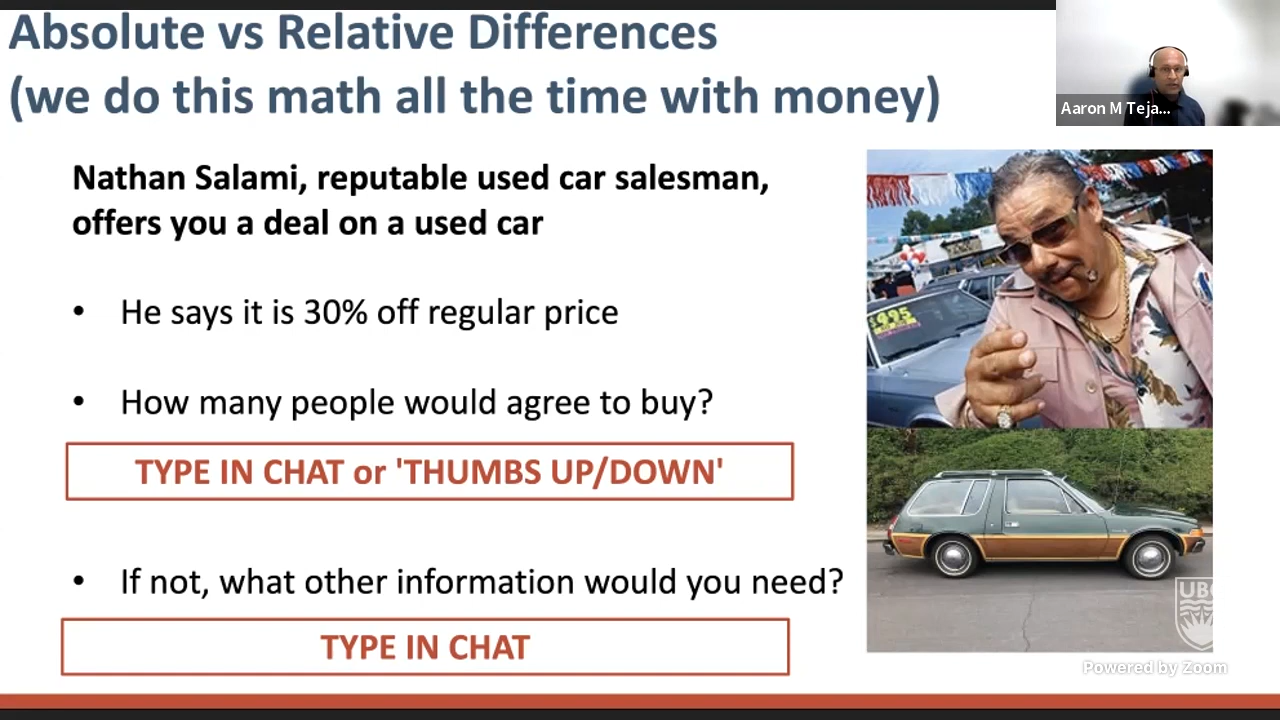 Absolute vs Relative Differences
(we do this math all the time with money)
Aaron M Teja...
Nathan Salami, reputable used car salesman,
offers you a deal on a used car
• He says it is 30% off regular price
• How many people would agree to buy?
TYPE IN CHAT or 'THUMBS UP/DOWN'
• If not, what other information would you need?
TYPE IN CHAT
$495
UBC
Powered by Zoom